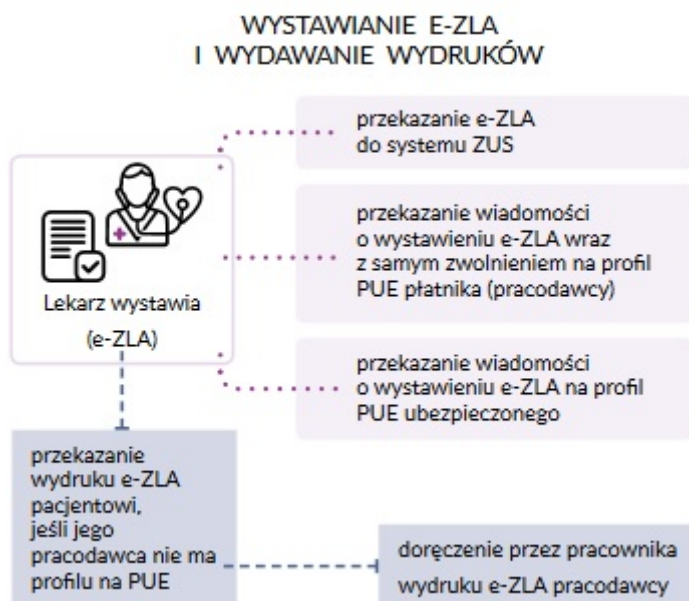 WYSTAWIANIE E-ZLA
I WYDAWANIE WYDRUKÓW
Lekarz wystawia
(e-ZLA)
przekazanie e-ZLA
do systemu ZUS
przekazanie wiadomości
o wystawieniu e-ZLA wraz
z samym zwolnieniem na profil
PUE płatnika (pracodawcy)
przekazanie wiadomości
o wystawieniu e-ZLA na profil
PUE ubezpieczonego
przekazanie
wydruku e-ZLA
pacjentowi,
jeśli jego
pracodawca nie ma
profilu na PUE
doręczenie przez pracownika
wydruku e-ZLA pracodawcy